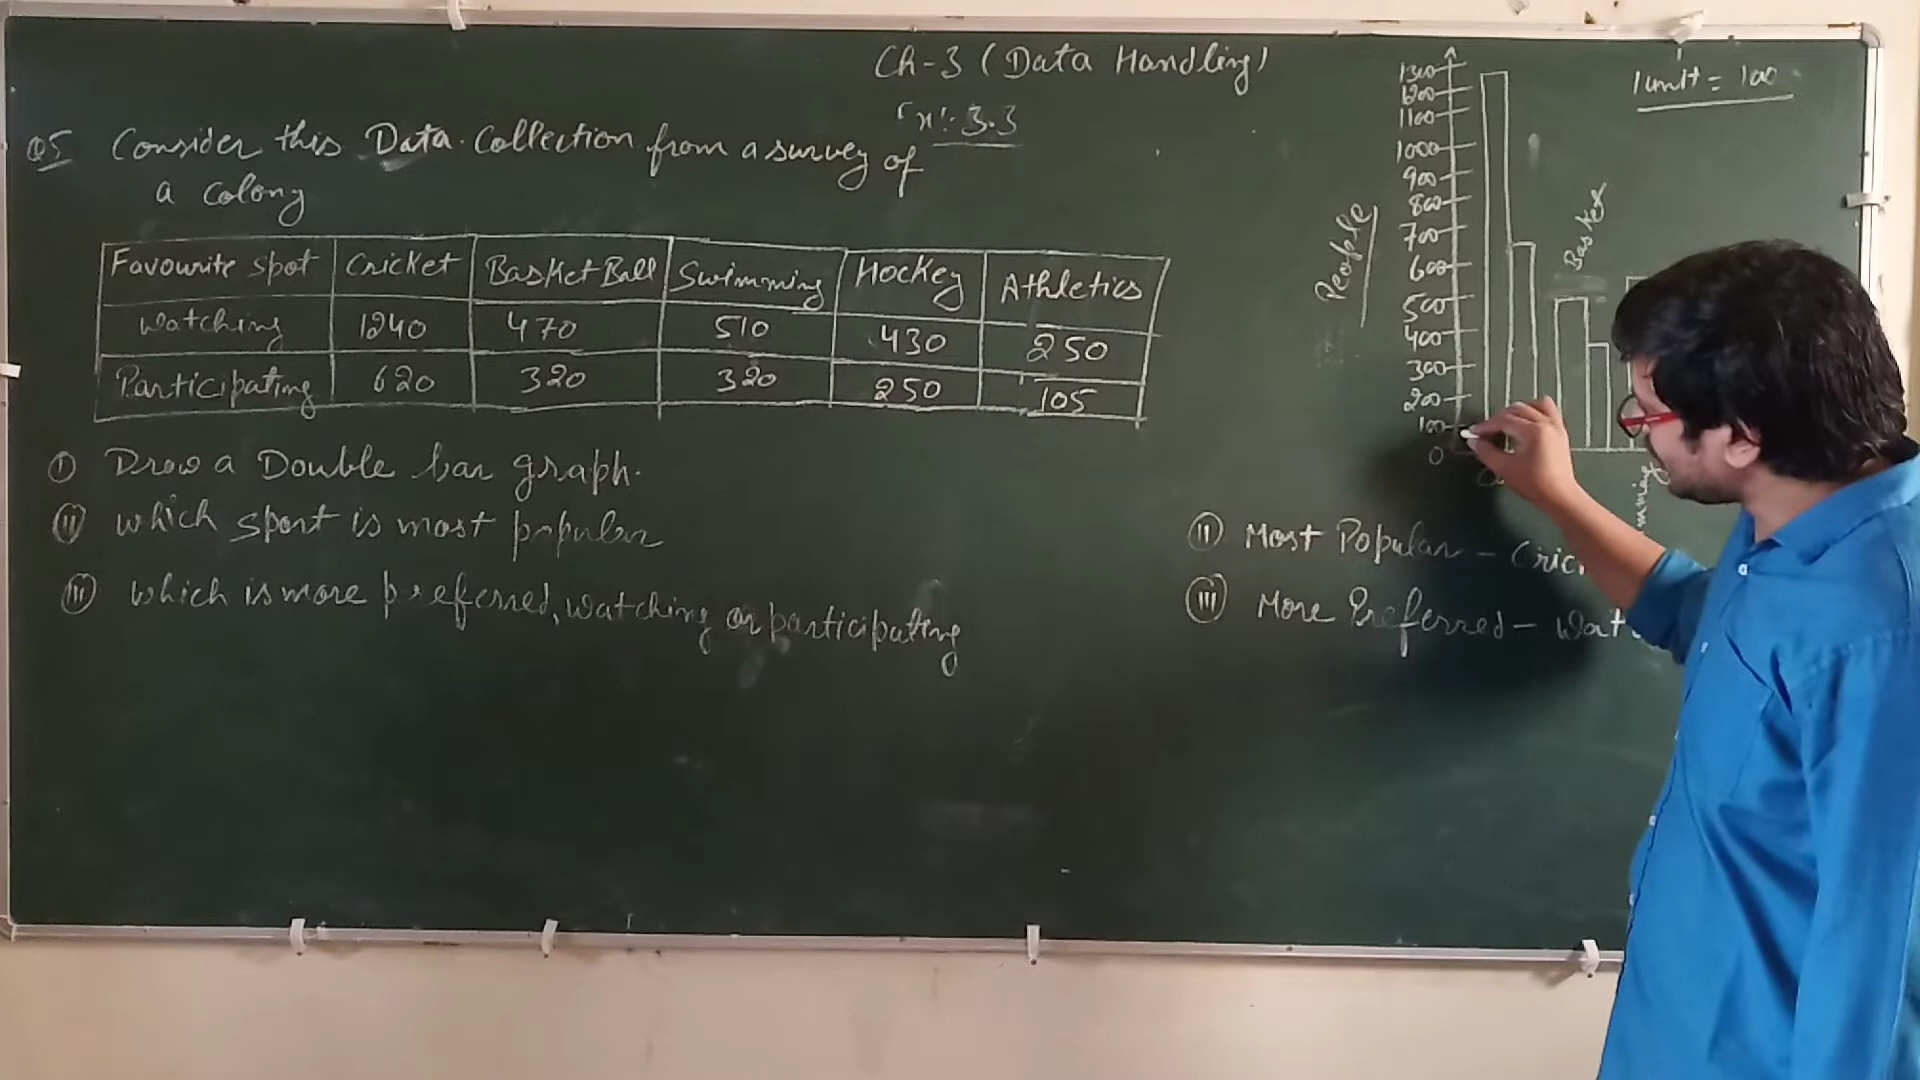 Ch-3 (Data Handling)
3.3
Q5 Consider this Data Collection from a survey of
a colony
Favourite Spot Cricket BasketBall Swimming Hockey Athletics
Watching 1240 470 510 430 250
Participating 620 320 320 250 105
(i) Draw a Double bar graph.
(ii) which sport is most popular
(iii) which is more preferred, watching or participating
1 unit = 100
People
1300
1200
1100
1000
900
800
700
600
500
400
300
200
100
0
Basket
mming
(ii) Most Popular - Cric
(iii) More Preferred - Wat